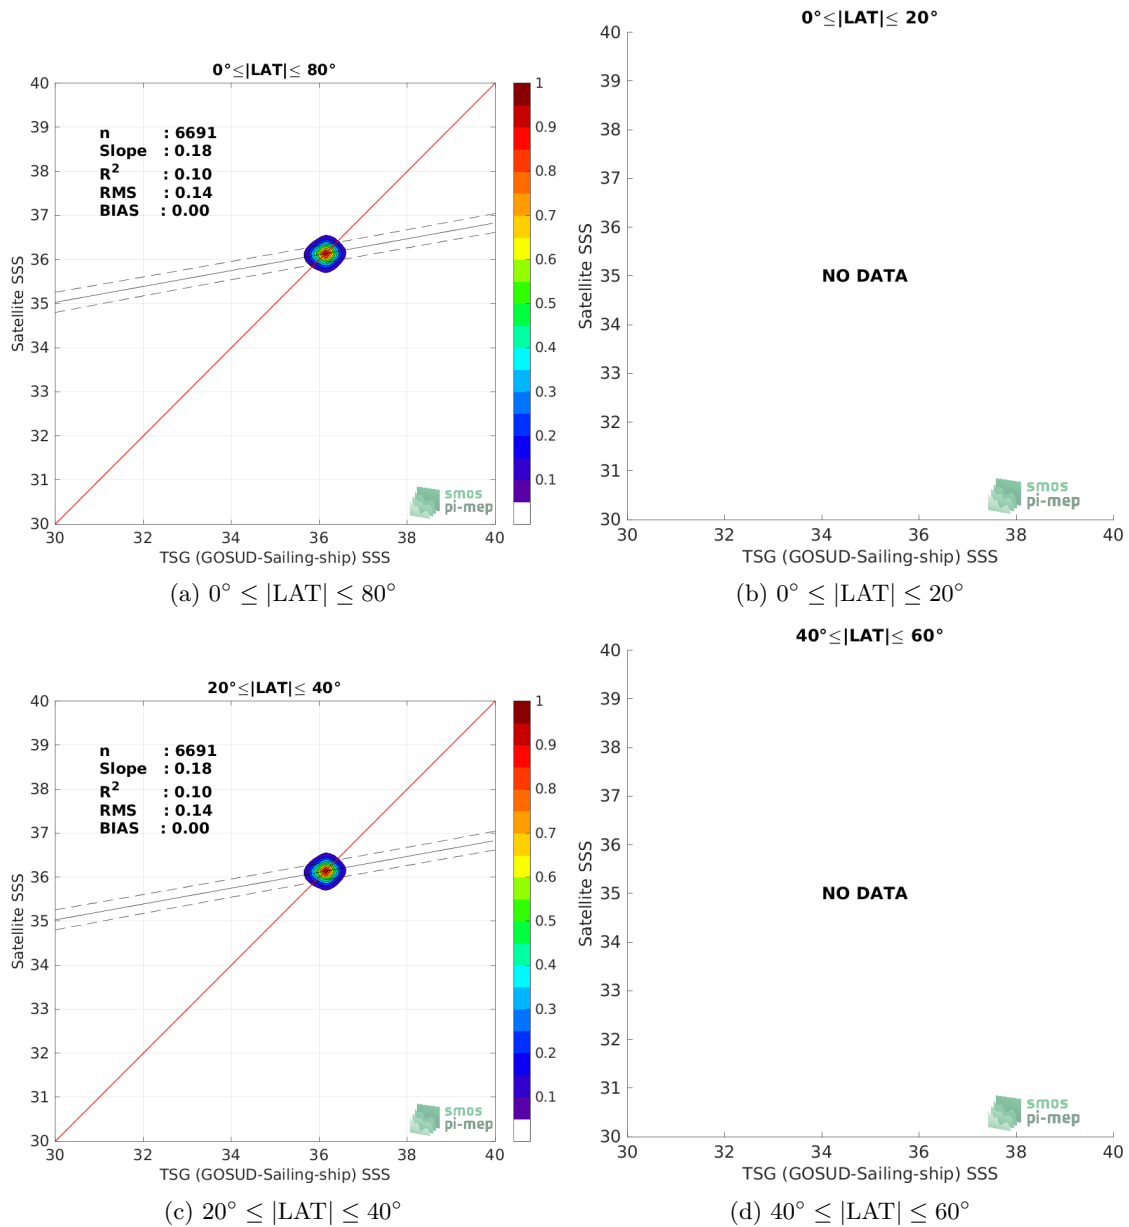 0°≤|LAT|≤ 80°
40
39
38
37
36
35
34
33
32
31
30
Satellite SSS
n : 6691
Slope : 0.18
R² : 0.10
RMS : 0.14
BIAS : 0.00
1
0.9
0.8
0.7
0.6
0.5
0.4
0.3
0.2
0.1
smos
pi-mep
30 32 34 36 38 40
TSG (GOSUD-Sailing-ship) SSS
(a) 0° ≤ |LAT| ≤ 80°
0°≤|LAT|≤ 20°
40
39
38
37
36
35
34
33
32
31
30
Satellite SSS
NO DATA
smos
pi-mep
30 32 34 36 38 40
TSG (GOSUD-Sailing-ship) SSS
(b) 0° ≤ |LAT| ≤ 20°
20°≤|LAT|≤ 40°
40
39
38
37
36
35
34
33
32
31
30
Satellite SSS
n : 6691
Slope : 0.18
R² : 0.10
RMS : 0.14
BIAS : 0.00
1
0.9
0.8
0.7
0.6
0.5
0.4
0.3
0.2
0.1
smos
pi-mep
30 32 34 36 38 40
TSG (GOSUD-Sailing-ship) SSS
(c) 20° ≤ |LAT| ≤ 40°
40°≤|LAT|≤ 60°
40
39
38
37
36
35
34
33
32
31
30
Satellite SSS
NO DATA
smos
pi-mep
30 32 34 36 38 40
TSG (GOSUD-Sailing-ship) SSS
(d) 40° ≤ |LAT| ≤ 60°